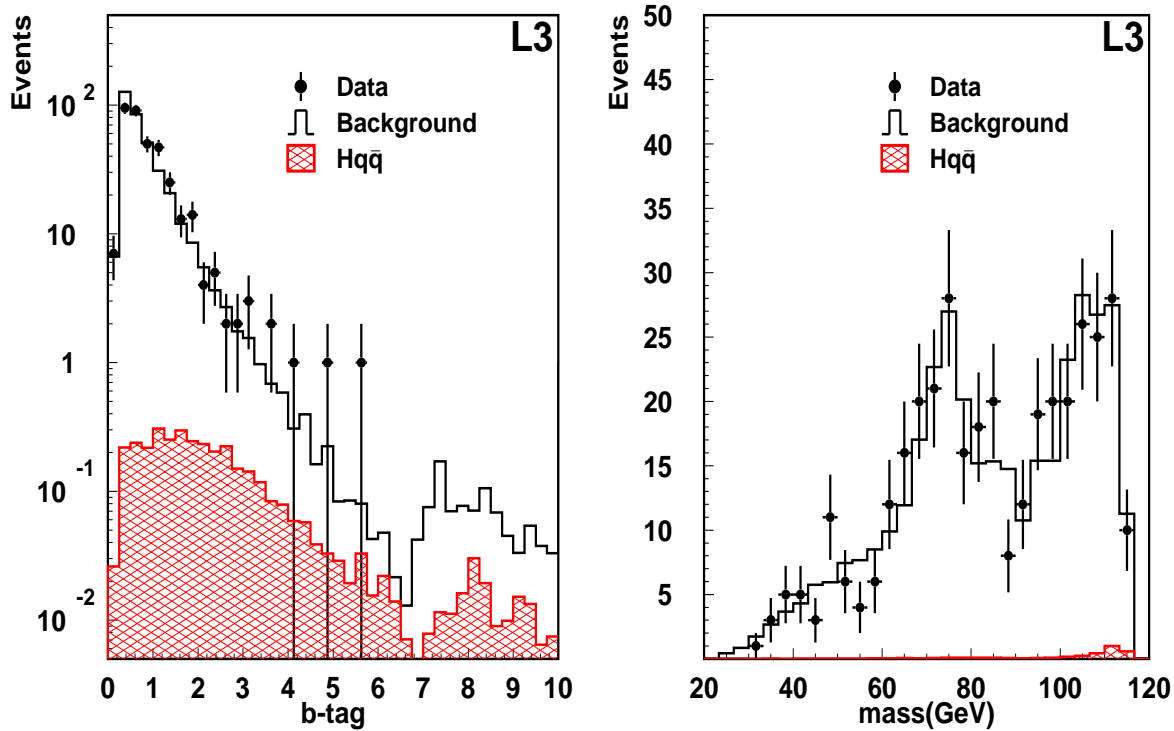 L3
Events
Data
Background
Hqq̄
10 2
10
1
10 -1
10 -2
0 1 2 3 4 5 6 7 8 9 10
b-tag
L3
Events
Data
Background
Hqq̄
50
45
40
35
30
25
20
15
10
5
0
20 40 60 80 100 120
mass(GeV)